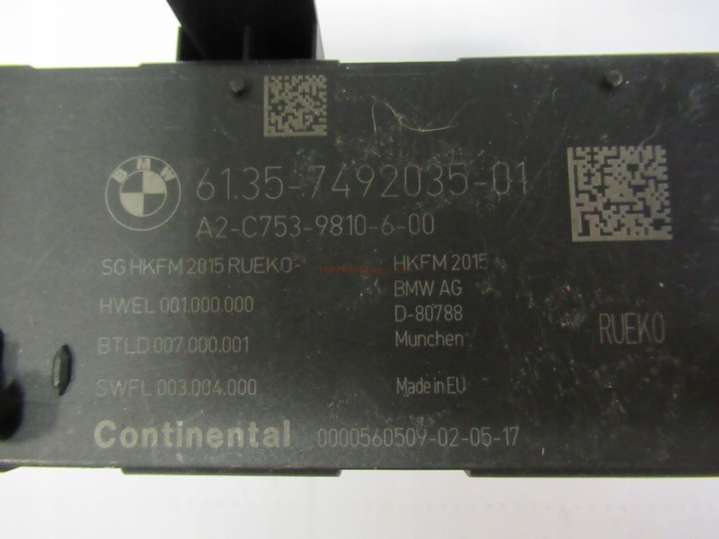 BMW
61.35-7492035-01
A2-C753-9810-6-00
SG HKFM 2015 RUEKO-
HWEL 001.000.000
BTLD.007.000.001
SWFL 003.004.000
HKFM 2015
BMW AG
D-80788
Munchen
Made in EU
RUEKO
Continental 0000560509-02-05-17